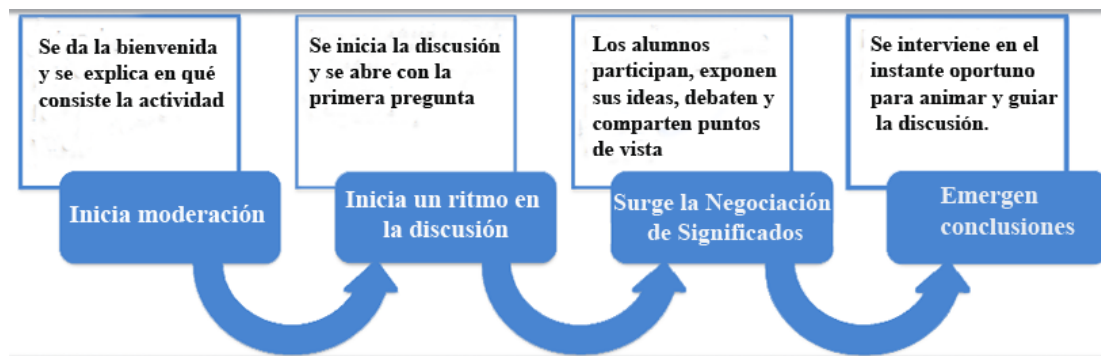 Se da la bienvenida
y se explica en qué
consiste la actividad
Inicia moderación
Se inicia la discusión
y se abre con la
primera pregunta
Inicia un ritmo en
la discusión
Los alumnos
participan, exponen
sus ideas, debaten y
comparten puntos
de vista
Surge la Negociación
de Significados
Se interviene en el
instante oportuno
para animar y guiar
la discusión.
Emergen
conclusiones